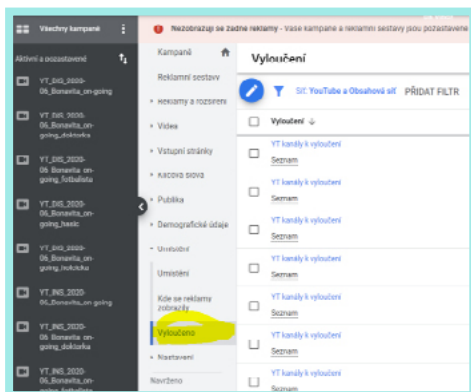 Všechny kampaně
Nezobrazují se žádné reklamy - Vaše kampaně a reklamní sestavy jsou pozastavené
Aktivní a pozastavené
YT_DIS_2020-
06_Bonavita_on-going
YT_DIS_2020-
06_Bonavita_on-
going_doktorka
YT_DIS_2020-
06_Bonavita_on-
going_fotbalista
YT_DIS_2020-
06_Bonavita_on-
going_basic
YT_DIS_2020-
06_Bonavita_on-
YT_INS_2020-
06_Bonavita_on-going
YT_INS_2020-
06_Bonavita_on-
going_doktorka
YT_INS_2020-
06_Bonavita_on-
going_fotbalista
Kampaně
Reklamní sestavy
Reklamy a rozšíření
Videa
Vstupní stránky
Klíčová slova
Publika
Demografické údaje
Umístění
Umístění
Kde se reklamy
zobrazily
Vyloučeno
Nastavení
Navrženo
Vyloučení
Síť: YouTube a Obsahová síť PŘIDAT FILTR
Vyloučení
YT kanály k vyloučení
Seznam
YT kanály k vyloučení
Seznam
YT kanály k vyloučení
Seznam
YT kanály k vyloučení
Seznam
YT kanály k vyloučení
Seznam
YT kanály k vyloučení
Seznam
YT kanály k vyloučení
Seznam